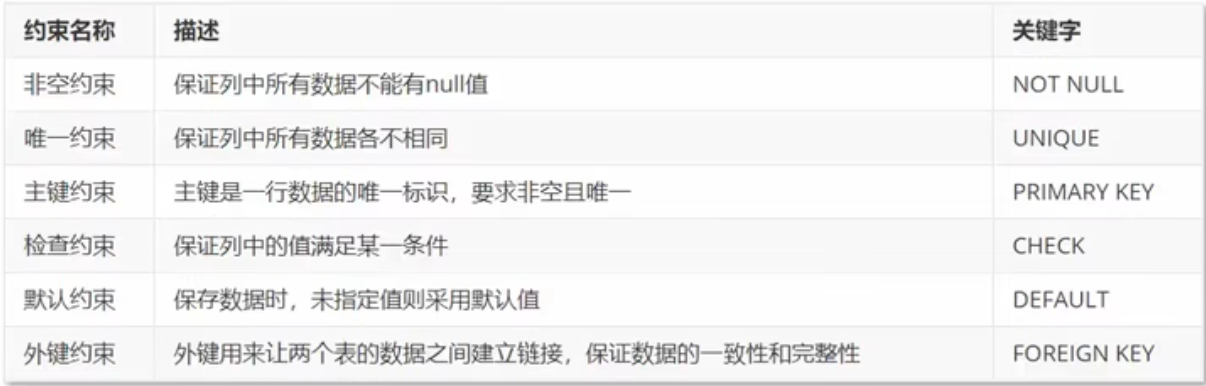 约束名称 描述 关键字
非空约束 保证列中所有数据不能有null值 NOT NULL
唯一约束 保证列中所有数据各不相同 UNIQUE
主键约束 主键是一行数据的唯一标识，要求非空且唯一 PRIMARY KEY
检查约束 保证列中的值满足某一条件 CHECK
默认约束 保存数据时，未指定值则采用默认值 DEFAULT
外键约束 外键用来让两个表的数据之间建立链接，保证数据的一致性和完整性 FOREIGN KEY